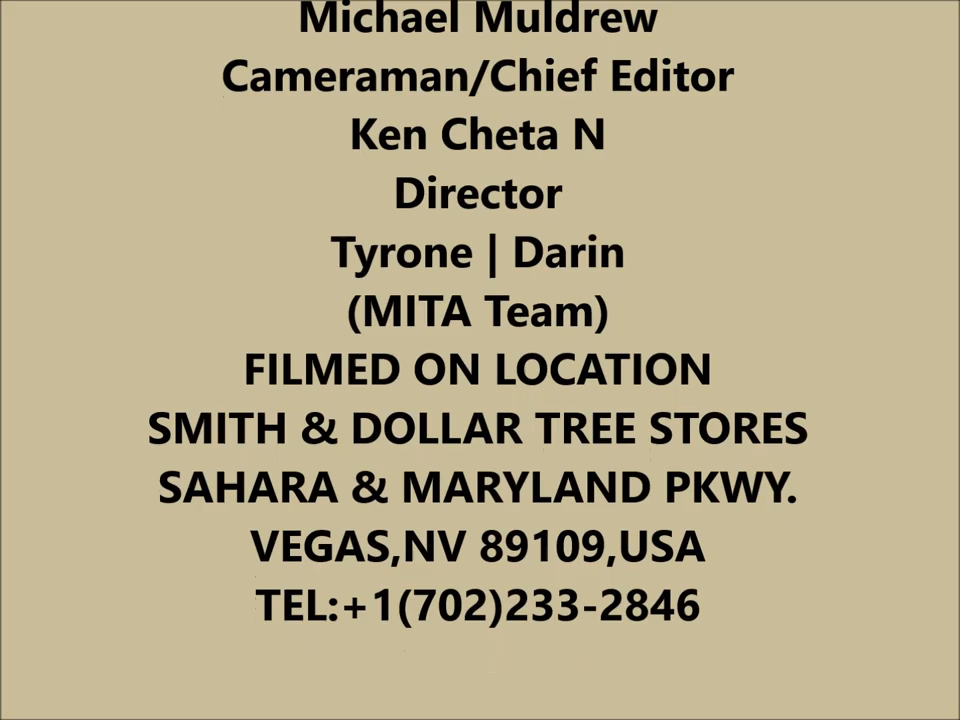 Michael Muldrew
Cameraman/Chief Editor
Ken Cheta N
Director
Tyrone | Darin
(MITA Team)
FILMED ON LOCATION
SMITH & DOLLAR TREE STORES
SAHARA & MARYLAND PKWY.
VEGAS,NV 89109,USA
TEL:+1(702)233-2846